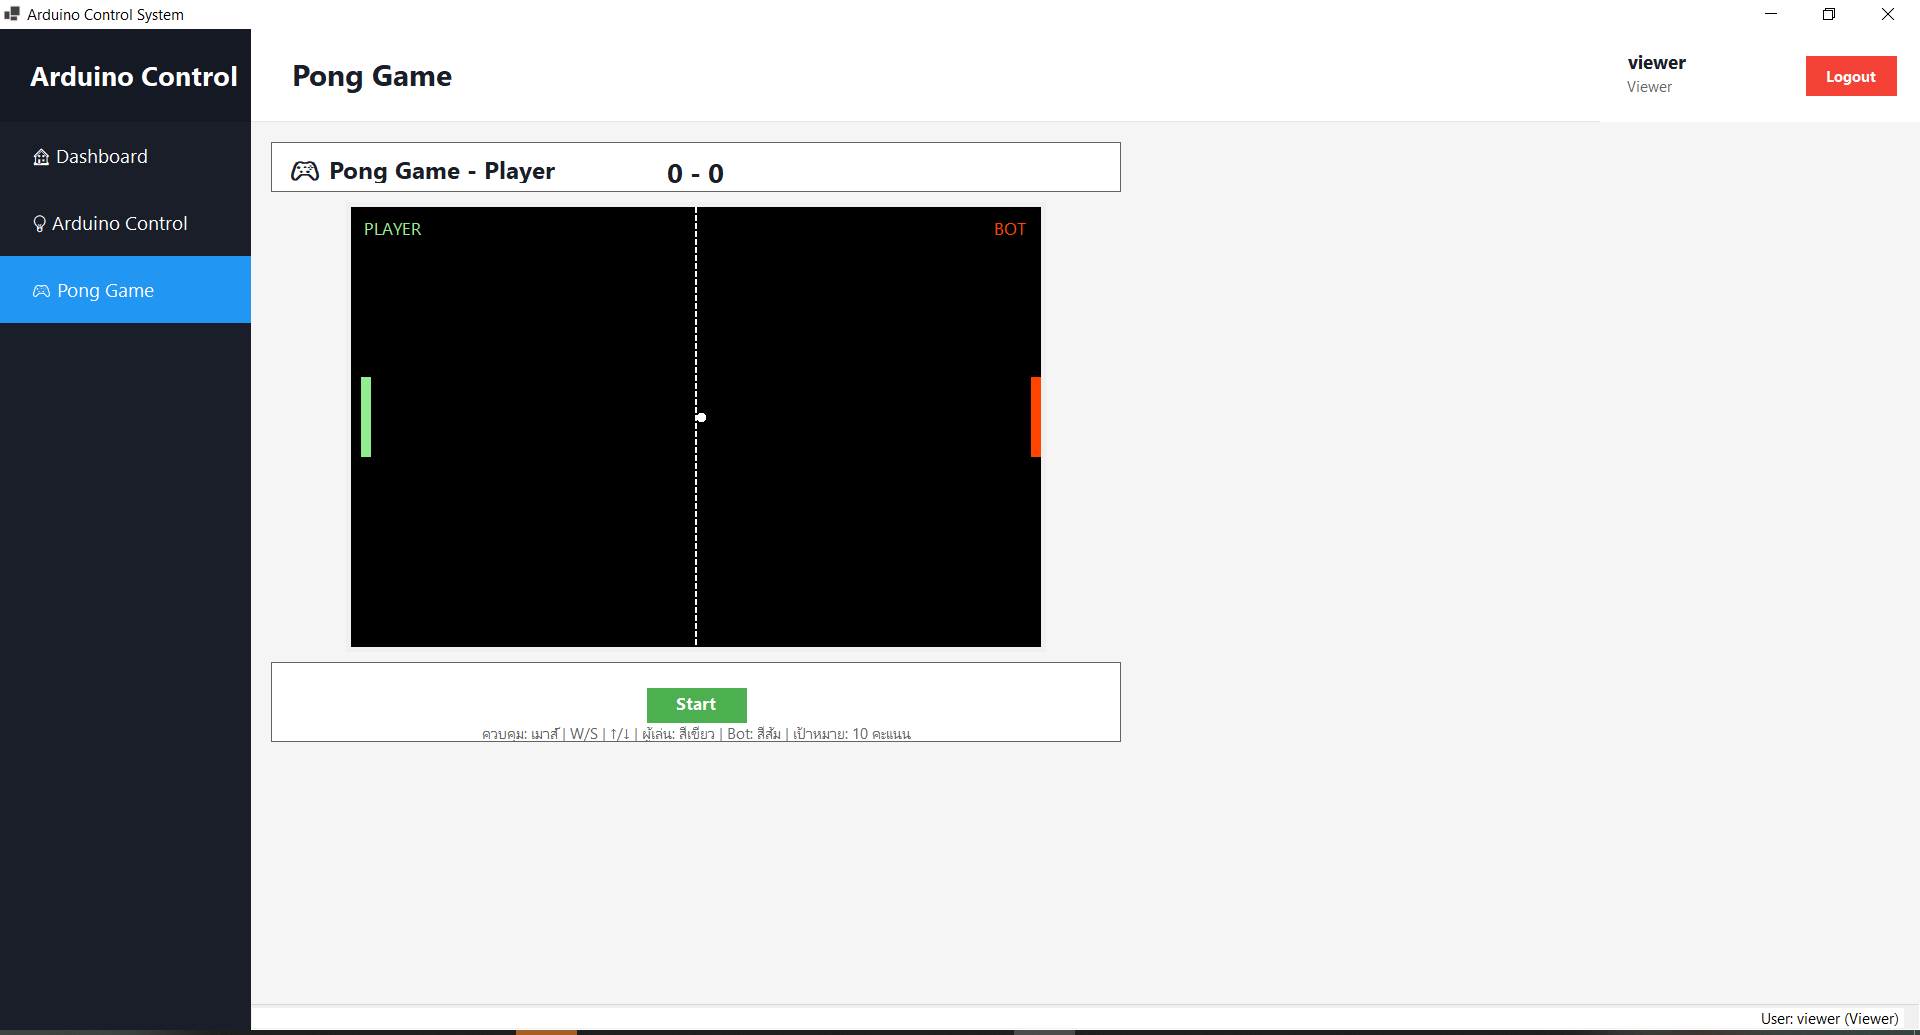 Arduino Control System
Arduino Control
Pong Game
viewer
Viewer
Logout
Dashboard
Arduino Control
Pong Game
Pong Game - Player
0 - 0
PLAYER
BOT
Start
ควบคุม: เมาส์ | W/S | ↑/↓ | ผู้เล่น: สีเขียว | Bot: สีส้ม | เป้าหมาย: 10 คะแนน
User: viewer (Viewer)